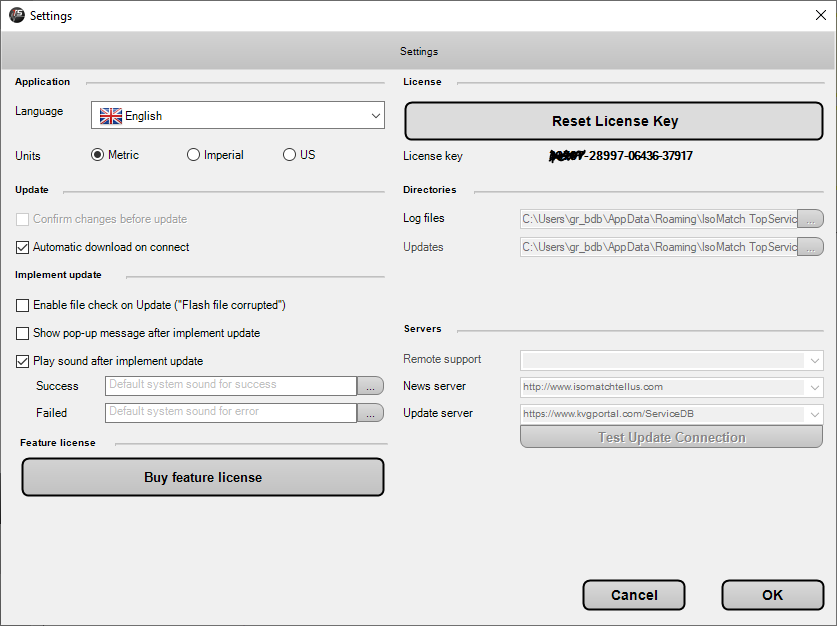 Settings
Settings
Application
Language
English
Units
Metric
Imperial
US
Update
Confirm changes before update
Automatic download on connect
Implement update
Enable file check on Update ("Flash file corrupted")
Show pop-up message after implement update
Play sound after implement update
Success
Default system sound for success
...
Failed
Default system sound for error
...
Feature license
Buy feature license
License
Reset License Key
License key
-28997-06436-37917
Directories
Log files
C:\Users\gr_bdb\AppData\Roaming\IsoMatch TopServic
...
Updates
C:\Users\gr_bdb\AppData\Roaming\IsoMatch TopServic
...
Servers
Remote support
News server
http://www.isomatchtellus.com
Update server
https://www.kvgportal.com/ServiceDB
Test Update Connection
Cancel
OK